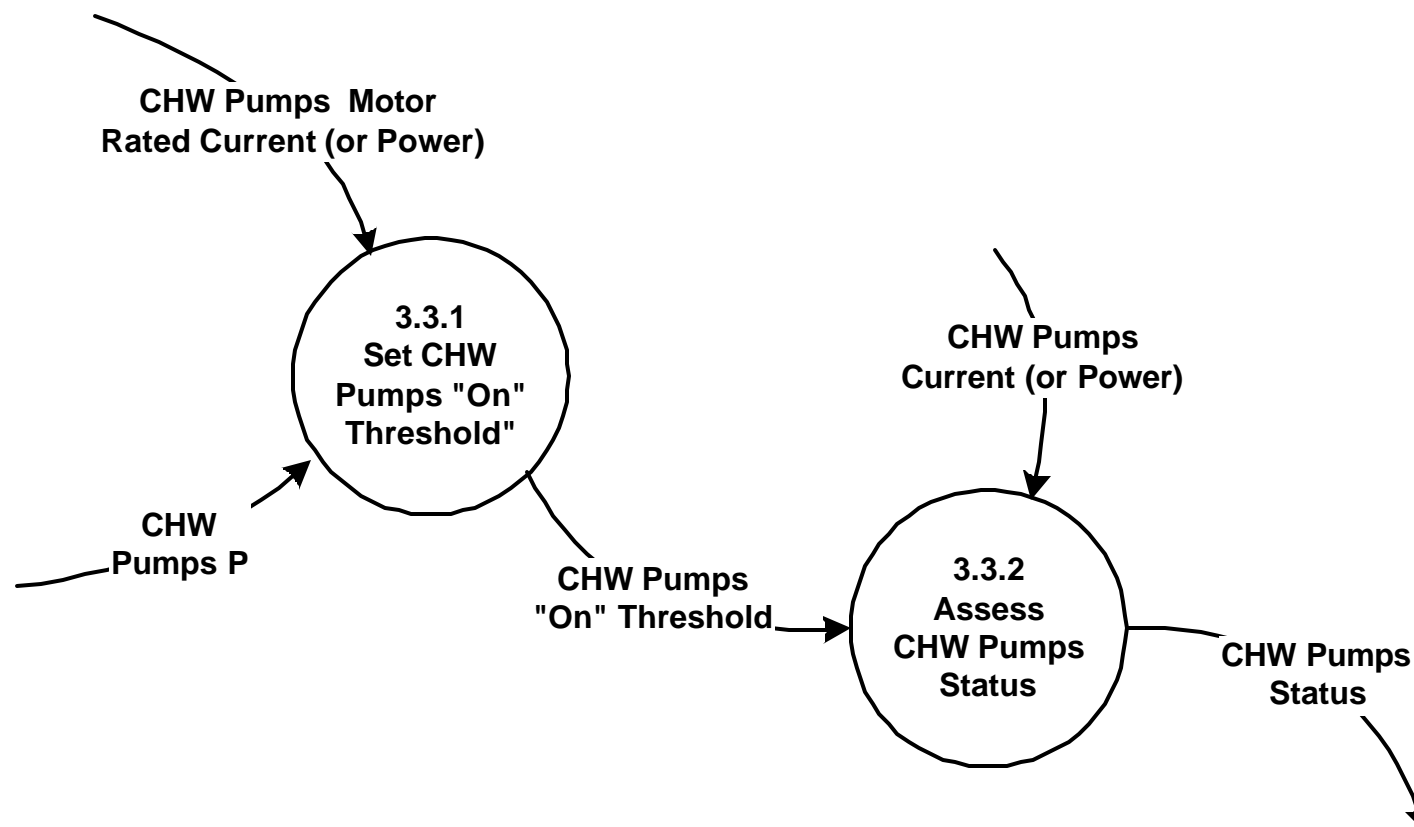 CHW Pumps Motor
Rated Current (or Power)
3.3.1
Set CHW
Pumps "On"
Threshold"
CHW Pumps
Current (or Power)
CHW
Pumps P
CHW Pumps
"On" Threshold
3.3.2
Assess
CHW Pumps
Status
CHW Pumps
Status